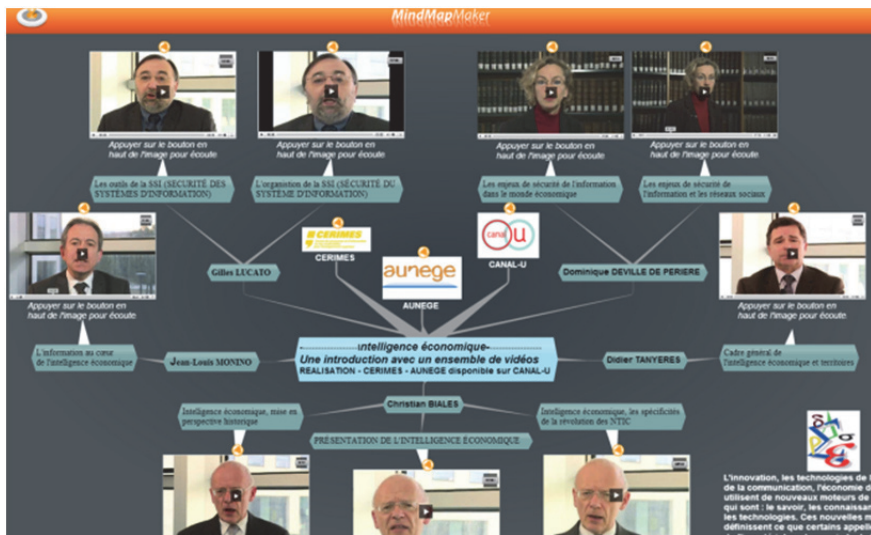 MindMapMaker
Appuyer sur le bouton en
haut de l'image pour écoute
Appuyer sur le bouton en
haut de l'image pour écoute
Appuyer sur le bouton en
haut de l'image pour écoute
Appuyer sur le bouton en
haut de l'image pour écoute
Les outils de la SSI (SÉCURITÉ DES
SYSTÈMES D'INFORMATION)
L'organistion de la SSI (SÉCURITÉ DU
SYSTÈME D'INFORMATION)
Les enjeux de sécurité de l'information
dans le monde économique
Les enjeux de sécurité de
l'information et les réseaux sociaux
CERIMES
CERIMES
canal U
CANAL-U
aunege
AUNEGE
Gilles LUCATO
Dominique DEVILLE DE PERIERE
Appuyer sur le bouton en
haut de l'image pour écoute
Appuyer sur le bouton en
haut de l'image pour écoute
L'information au cœur
de l'intelligence économique
Jean-Louis MONINO
ntelligence économique-
Une introduction avec un ensemble de vidéos
REALISATION - CERIMES - AUNEGE disponible sur CANAL-U
Didier TANYERES
Cadre général de
l'intelligence économique et territoires
Christian BIALES
Intelligence économique, mise en
perspective historique
PRÉSENTATION DE L'INTELLIGENCE ÉCONOMIQUE
Intelligence économique, les spécificités
de la révolution des NTIC
L'innovation, les technologies de l
de la communication, l'économie d
utilisent de nouveaux moteurs de
qui sont : le savoir, les connaissan
les technologies. Ces nouvelles m
définissent ce que certains appelle